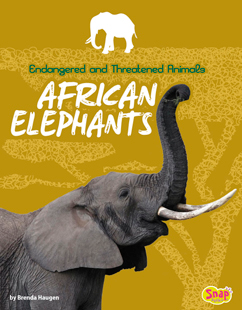 Endangered and Threatened Animals
AFRICAN
ELEPHANTS
by Brenda Haugen
Snap